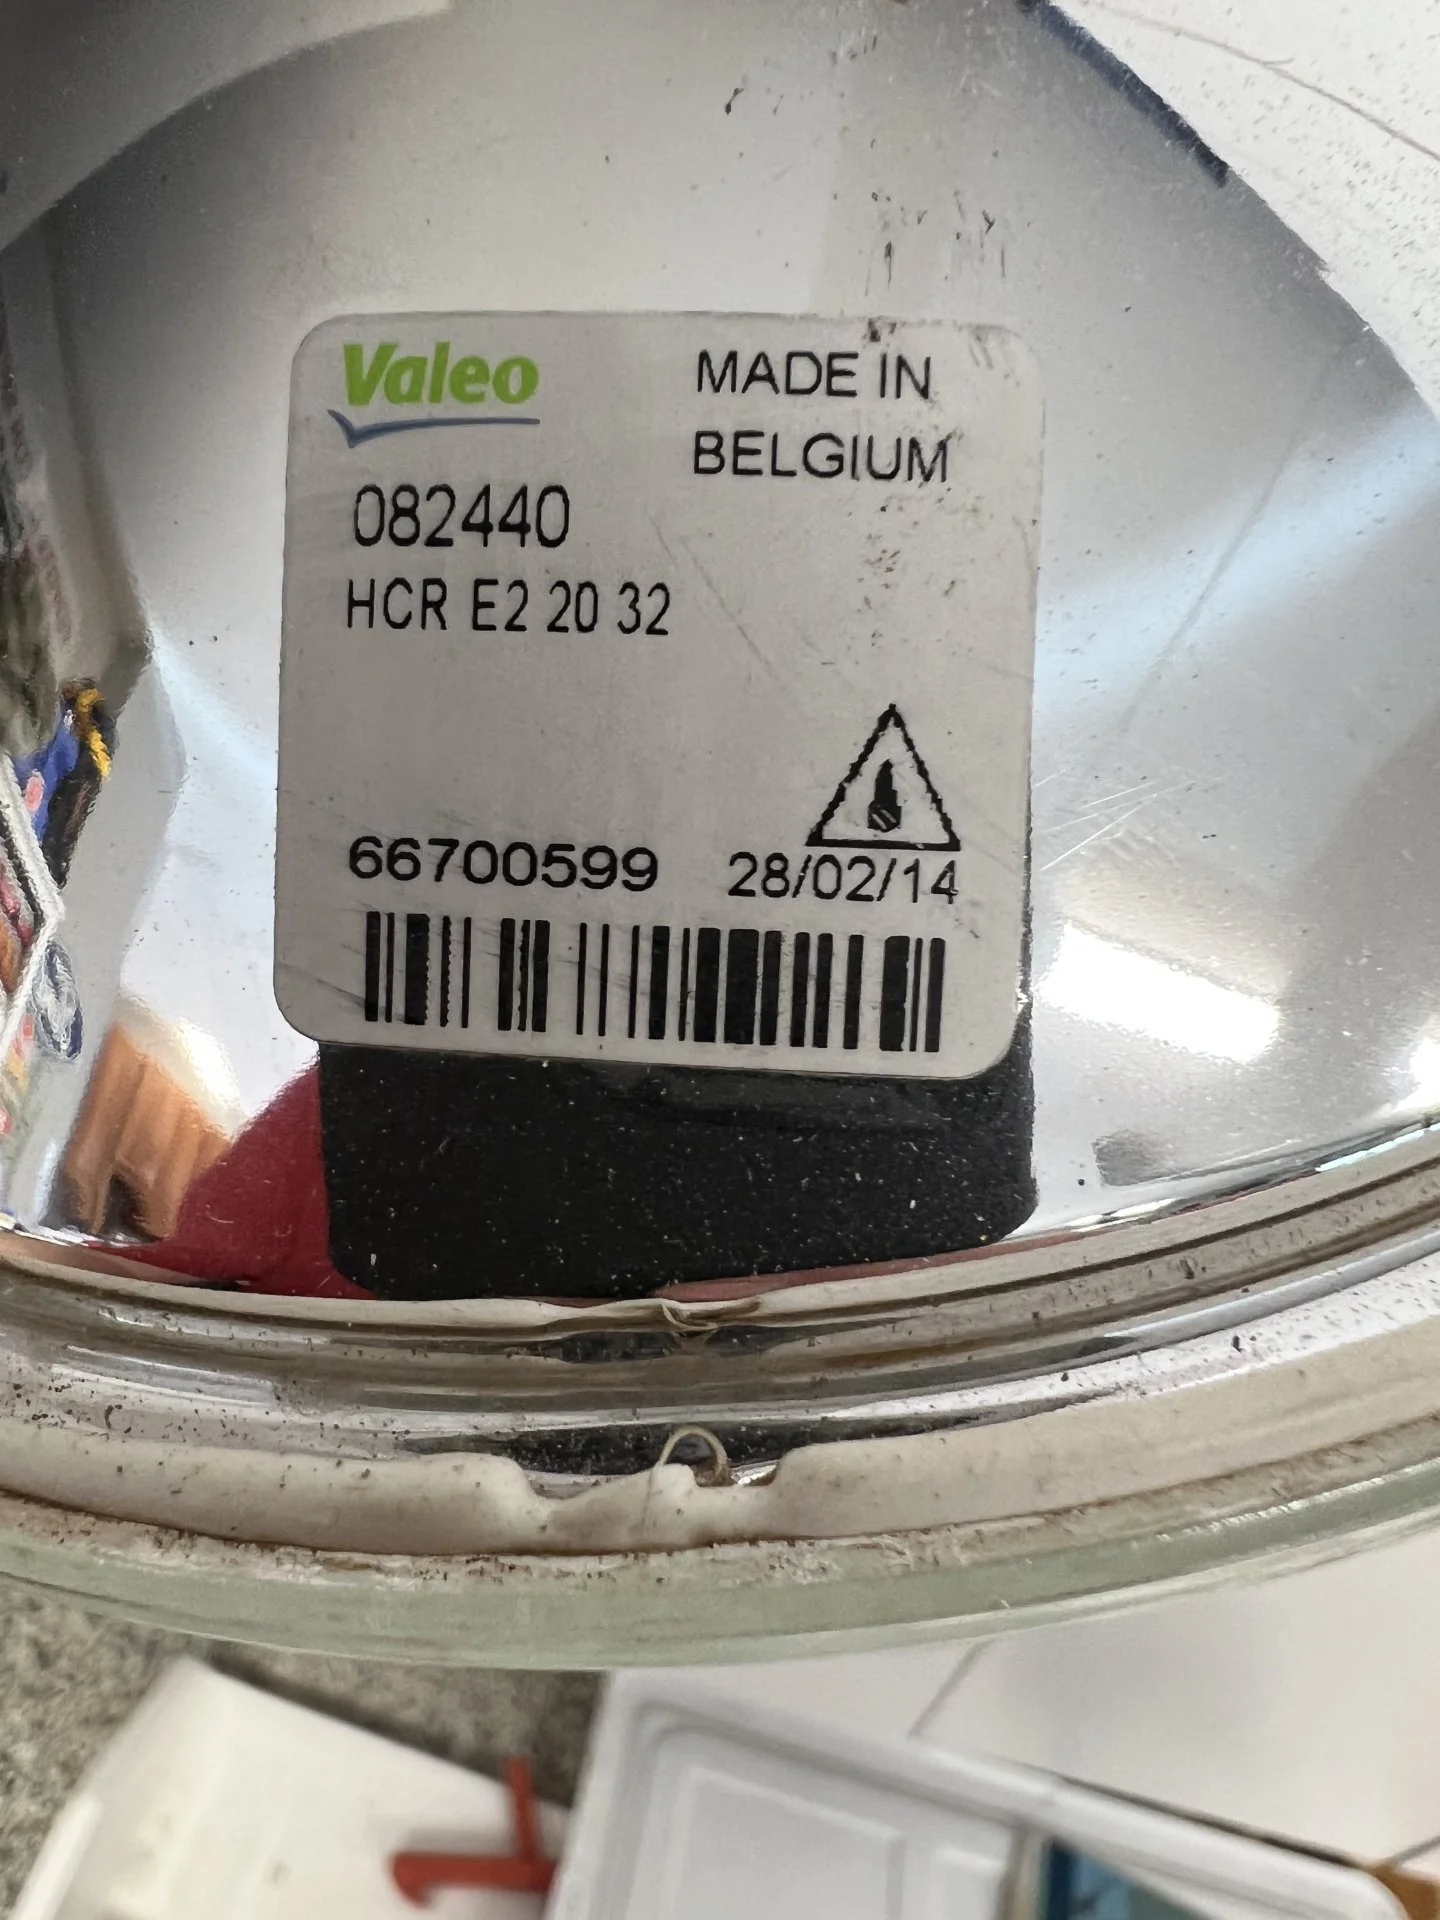 Valeo
MADE IN
BELGIUM
082440
HCR E2 20 32
66700599
28/02/14